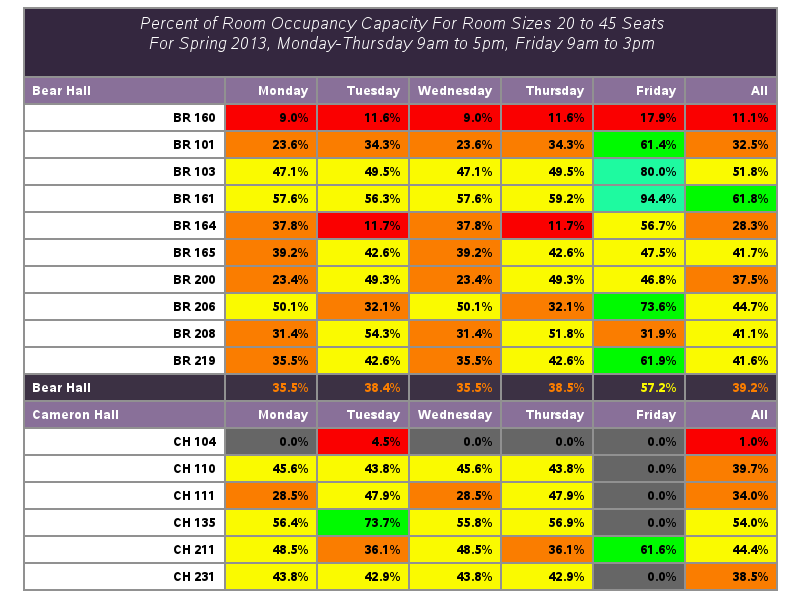 Percent of Room Occupancy Capacity For Room Sizes 20 to 45 Seats
For Spring 2013, Monday-Thursday 9am to 5pm, Friday 9am to 3pm
Bear Hall Monday Tuesday Wednesday Thursday Friday All
BR 160 9.0% 11.6% 9.0% 11.6% 17.9% 11.1%
BR 101 23.6% 34.3% 23.6% 34.3% 61.4% 32.5%
BR 103 47.1% 49.5% 47.1% 49.5% 80.0% 51.8%
BR 161 57.6% 56.3% 57.6% 59.2% 94.4% 61.8%
BR 164 37.8% 11.7% 37.8% 11.7% 56.7% 28.3%
BR 165 39.2% 42.6% 39.2% 42.6% 47.5% 41.7%
BR 200 23.4% 49.3% 23.4% 49.3% 46.8% 37.5%
BR 206 50.1% 32.1% 50.1% 32.1% 73.6% 44.7%
BR 208 31.4% 54.3% 31.4% 51.8% 31.9% 41.1%
BR 219 35.5% 42.6% 35.5% 42.6% 61.9% 41.6%
Bear Hall 35.5% 38.4% 35.5% 38.5% 57.2% 39.2%
Cameron Hall Monday Tuesday Wednesday Thursday Friday All
CH 104 0.0% 4.5% 0.0% 0.0% 0.0% 1.0%
CH 110 45.6% 43.8% 45.6% 43.8% 0.0% 39.7%
CH 111 28.5% 47.9% 28.5% 47.9% 0.0% 34.0%
CH 135 56.4% 73.7% 55.8% 56.9% 0.0% 54.0%
CH 211 48.5% 36.1% 48.5% 36.1% 61.6% 44.4%
CH 231 43.8% 42.9% 43.8% 42.9% 0.0% 38.5%